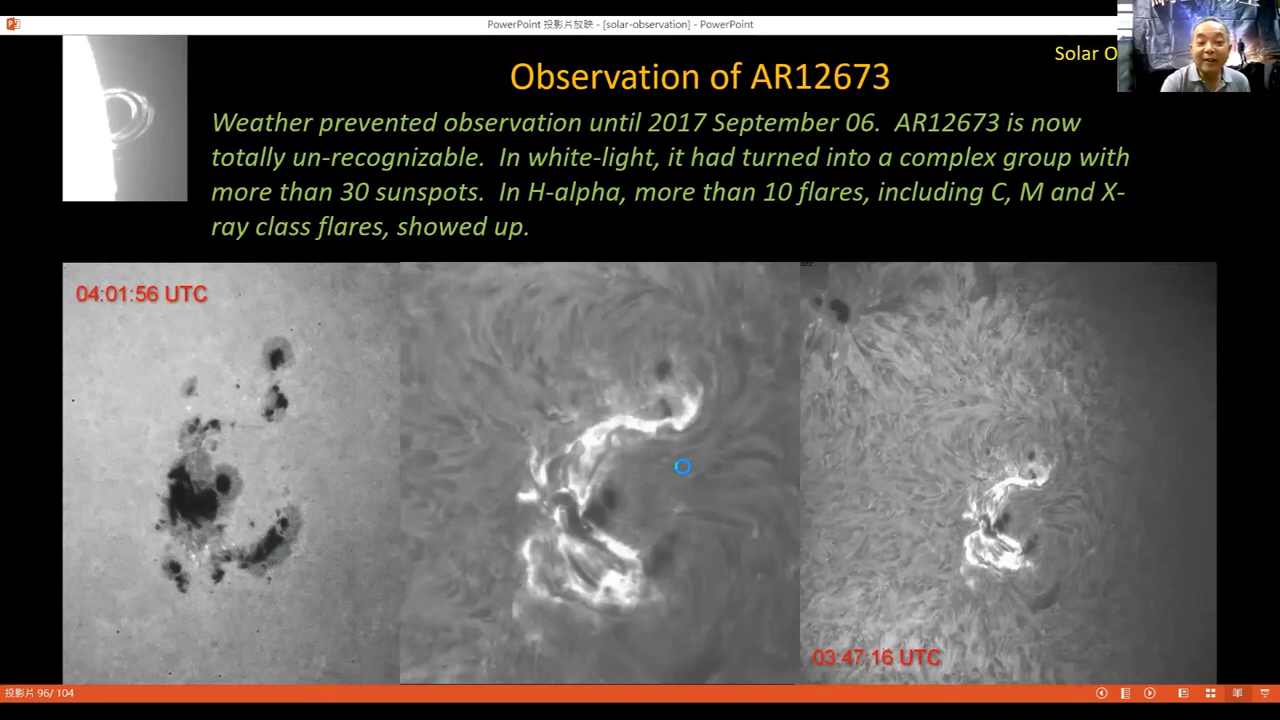 PowerPoint 投影片放映 - [solar-observation] - PowerPoint
Solar O
Observation of AR12673
Weather prevented observation until 2017 September 06. AR12673 is now
totally un-recognizable. In white-light, it had turned into a complex group with
more than 30 sunspots. In H-alpha, more than 10 flares, including C, M and X-
ray class flares, showed up.
04:01:56 UTC
03:47:16 UTC
投影片 96/ 104